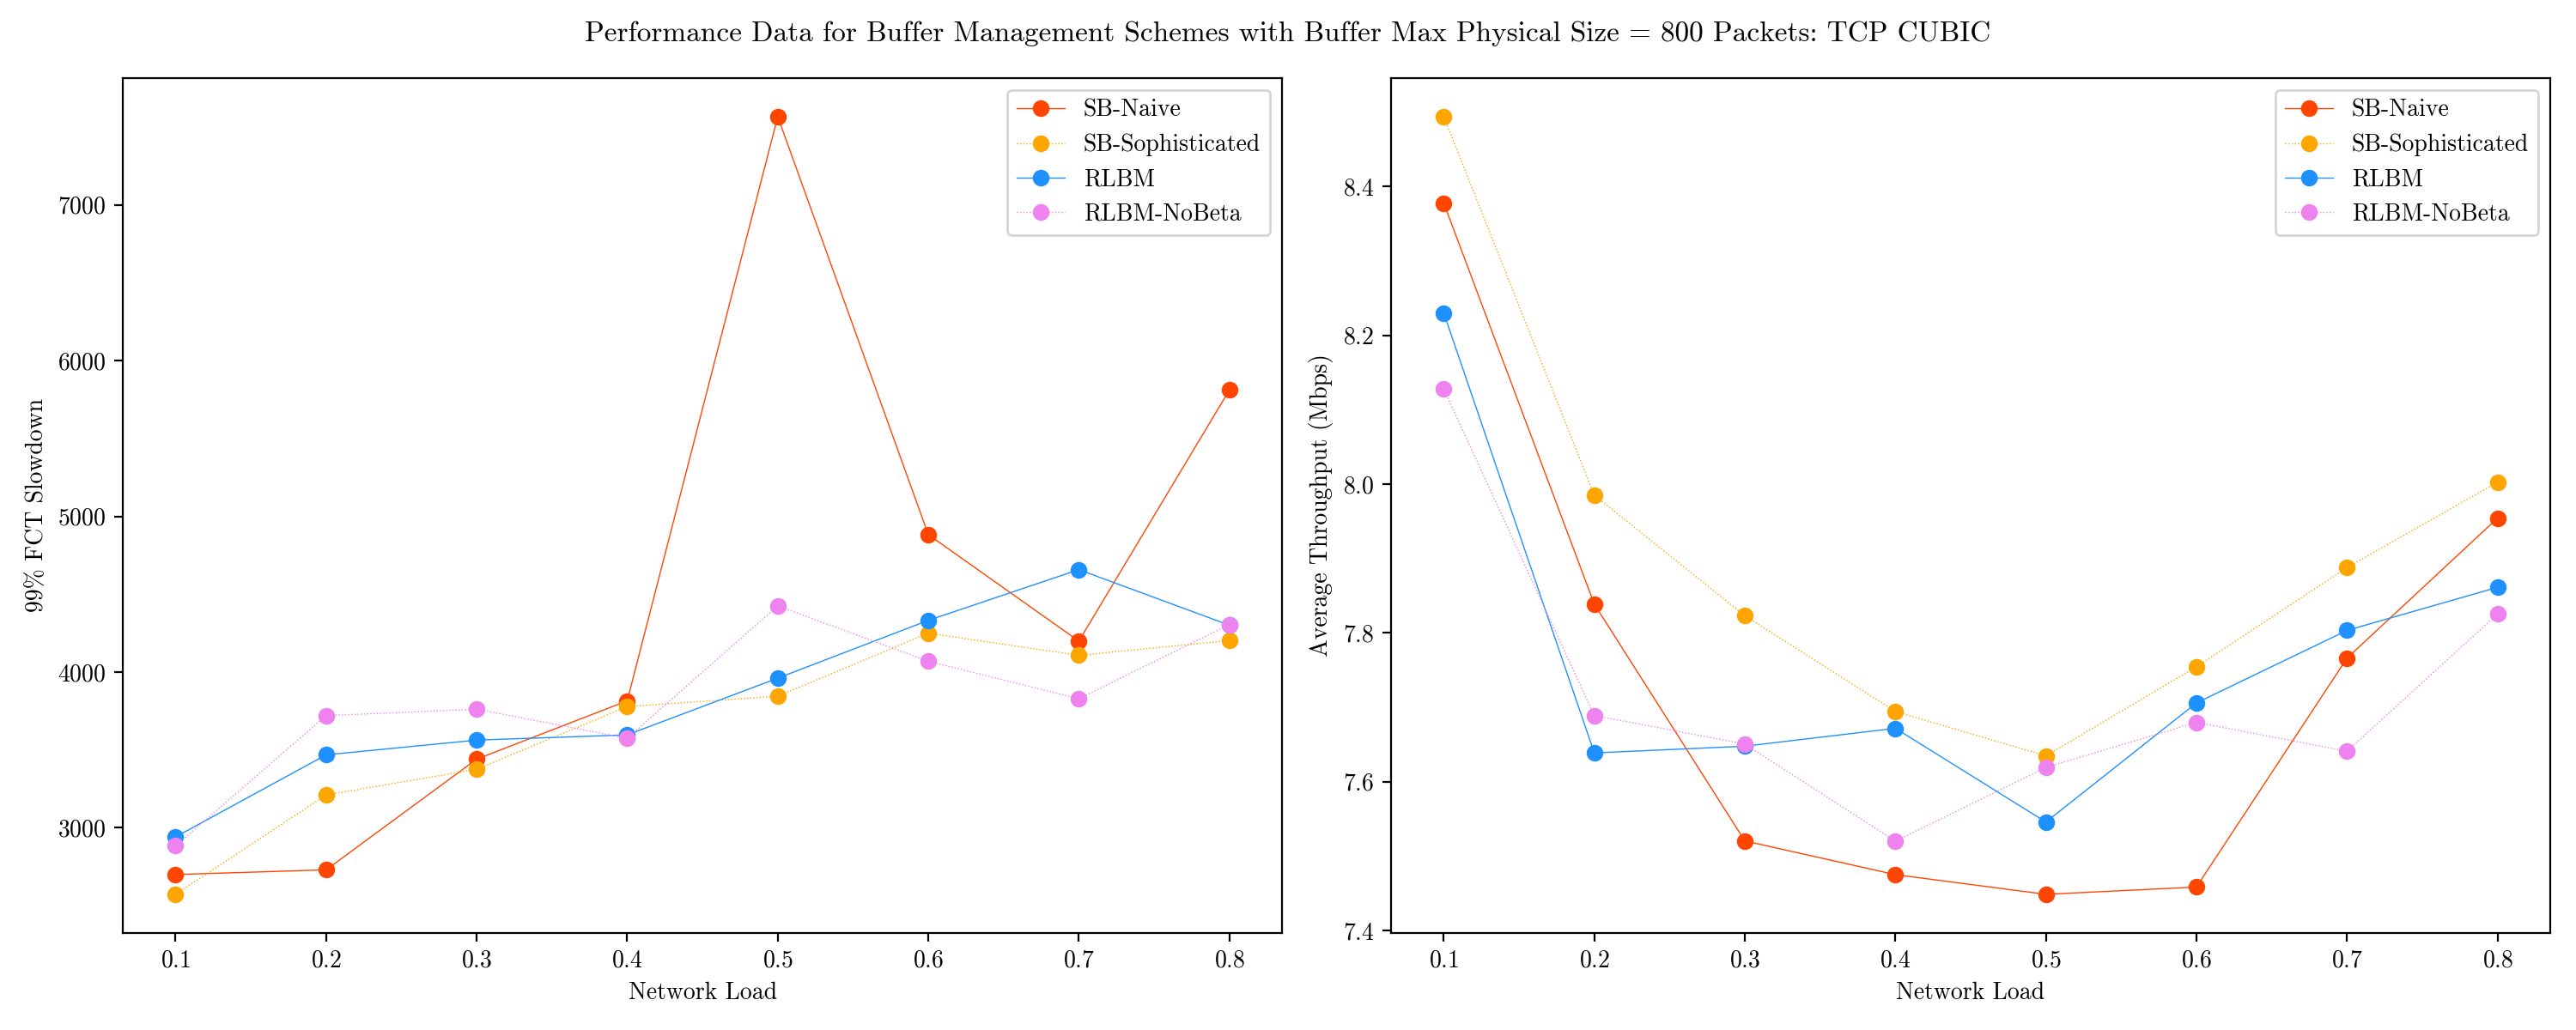 Performance Data for Buffer Management Schemes with Buffer Max Physical Size = 800 Packets: TCP CUBIC
99% FCT Slowdown
7000
6000
5000
4000
3000
0.1 0.2 0.3 0.4 0.5 0.6 0.7 0.8
Network Load
SB-Naive
SB-Sophisticated
RLBM
RLBM-NoBeta
Average Throughput (Mbps)
8.4
8.2
8.0
7.8
7.6
7.4
0.1 0.2 0.3 0.4 0.5 0.6 0.7 0.8
Network Load
SB-Naive
SB-Sophisticated
RLBM
RLBM-NoBeta